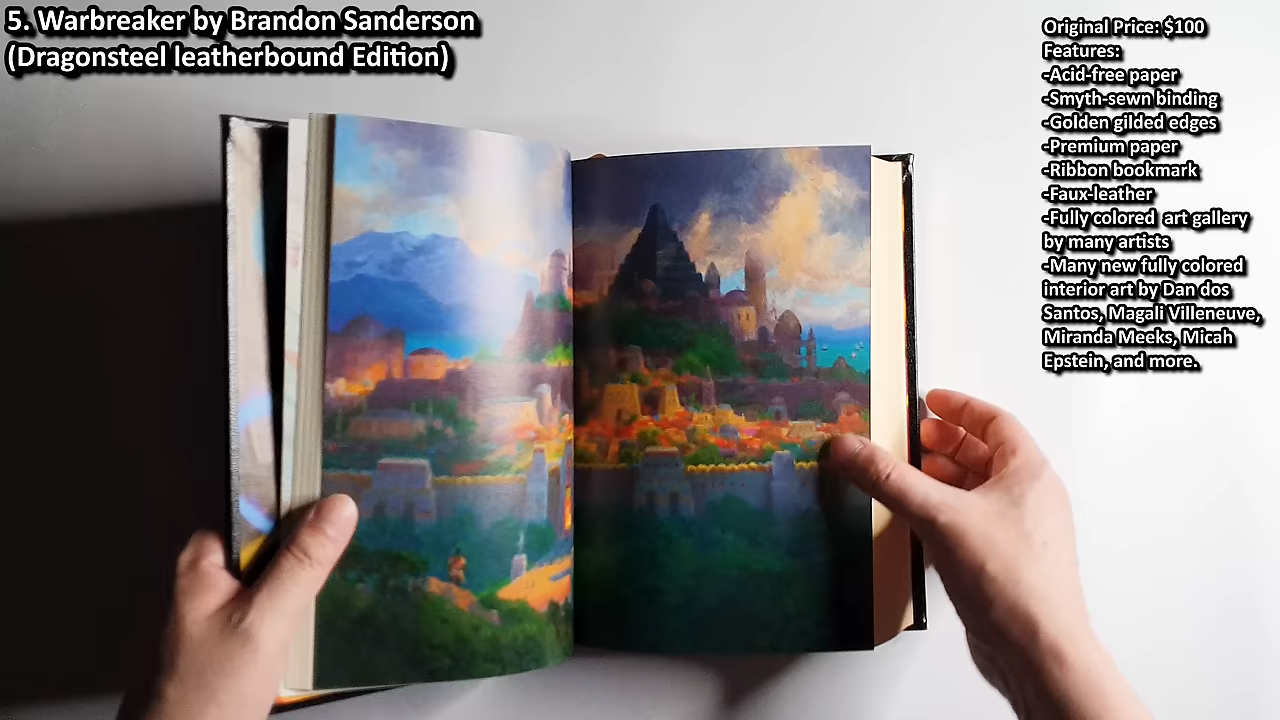 5. Warbreaker by Brandon Sanderson
(Dragonsteel leatherbound Edition)
Original Price: $100
Features:
-Acid-free paper
-Smyth-sewn binding
-Golden gilded edges
-Premium paper
-Ribbon bookmark
-Faux-leather
-Fully colored  art gallery
by many artists
-Many new fully colored
interior art by Dan dos
Santos, Magali Villeneuve,
Miranda Meeks, Micah
Epstein, and more.